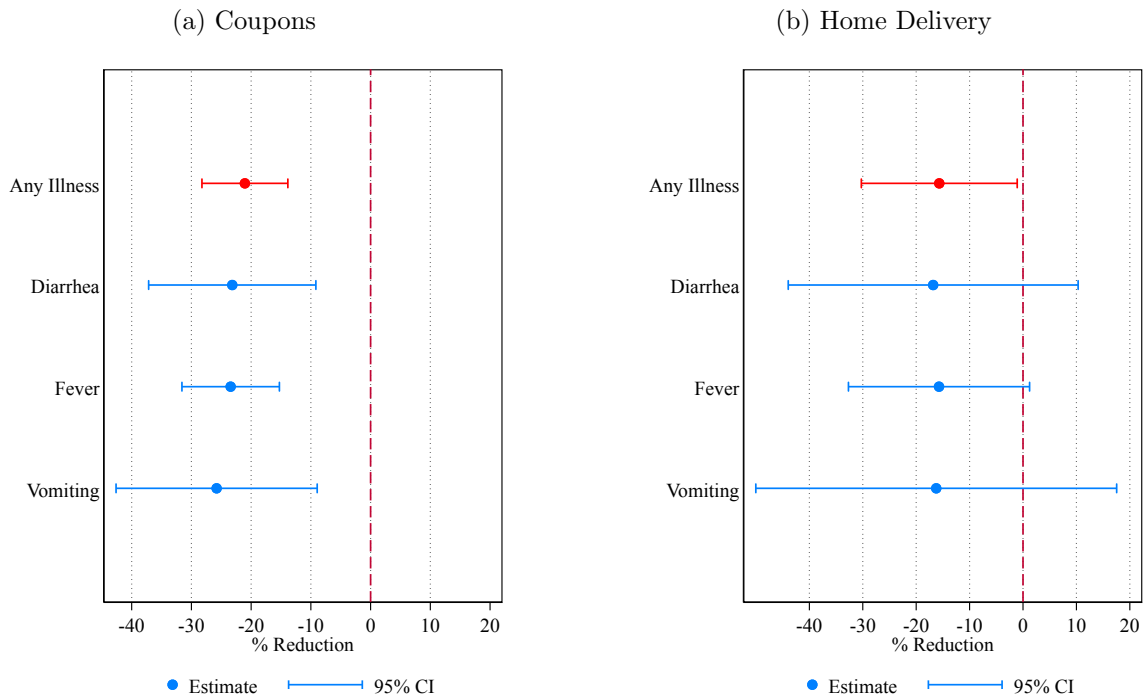 (a) Coupons
Any Illness
Diarrhea
Fever
Vomiting
-40 -30 -20 -10 0 10 20
% Reduction
Estimate 95% CI
(b) Home Delivery
Any Illness
Diarrhea
Fever
Vomiting
-40 -30 -20 -10 0 10 20
% Reduction
Estimate 95% CI